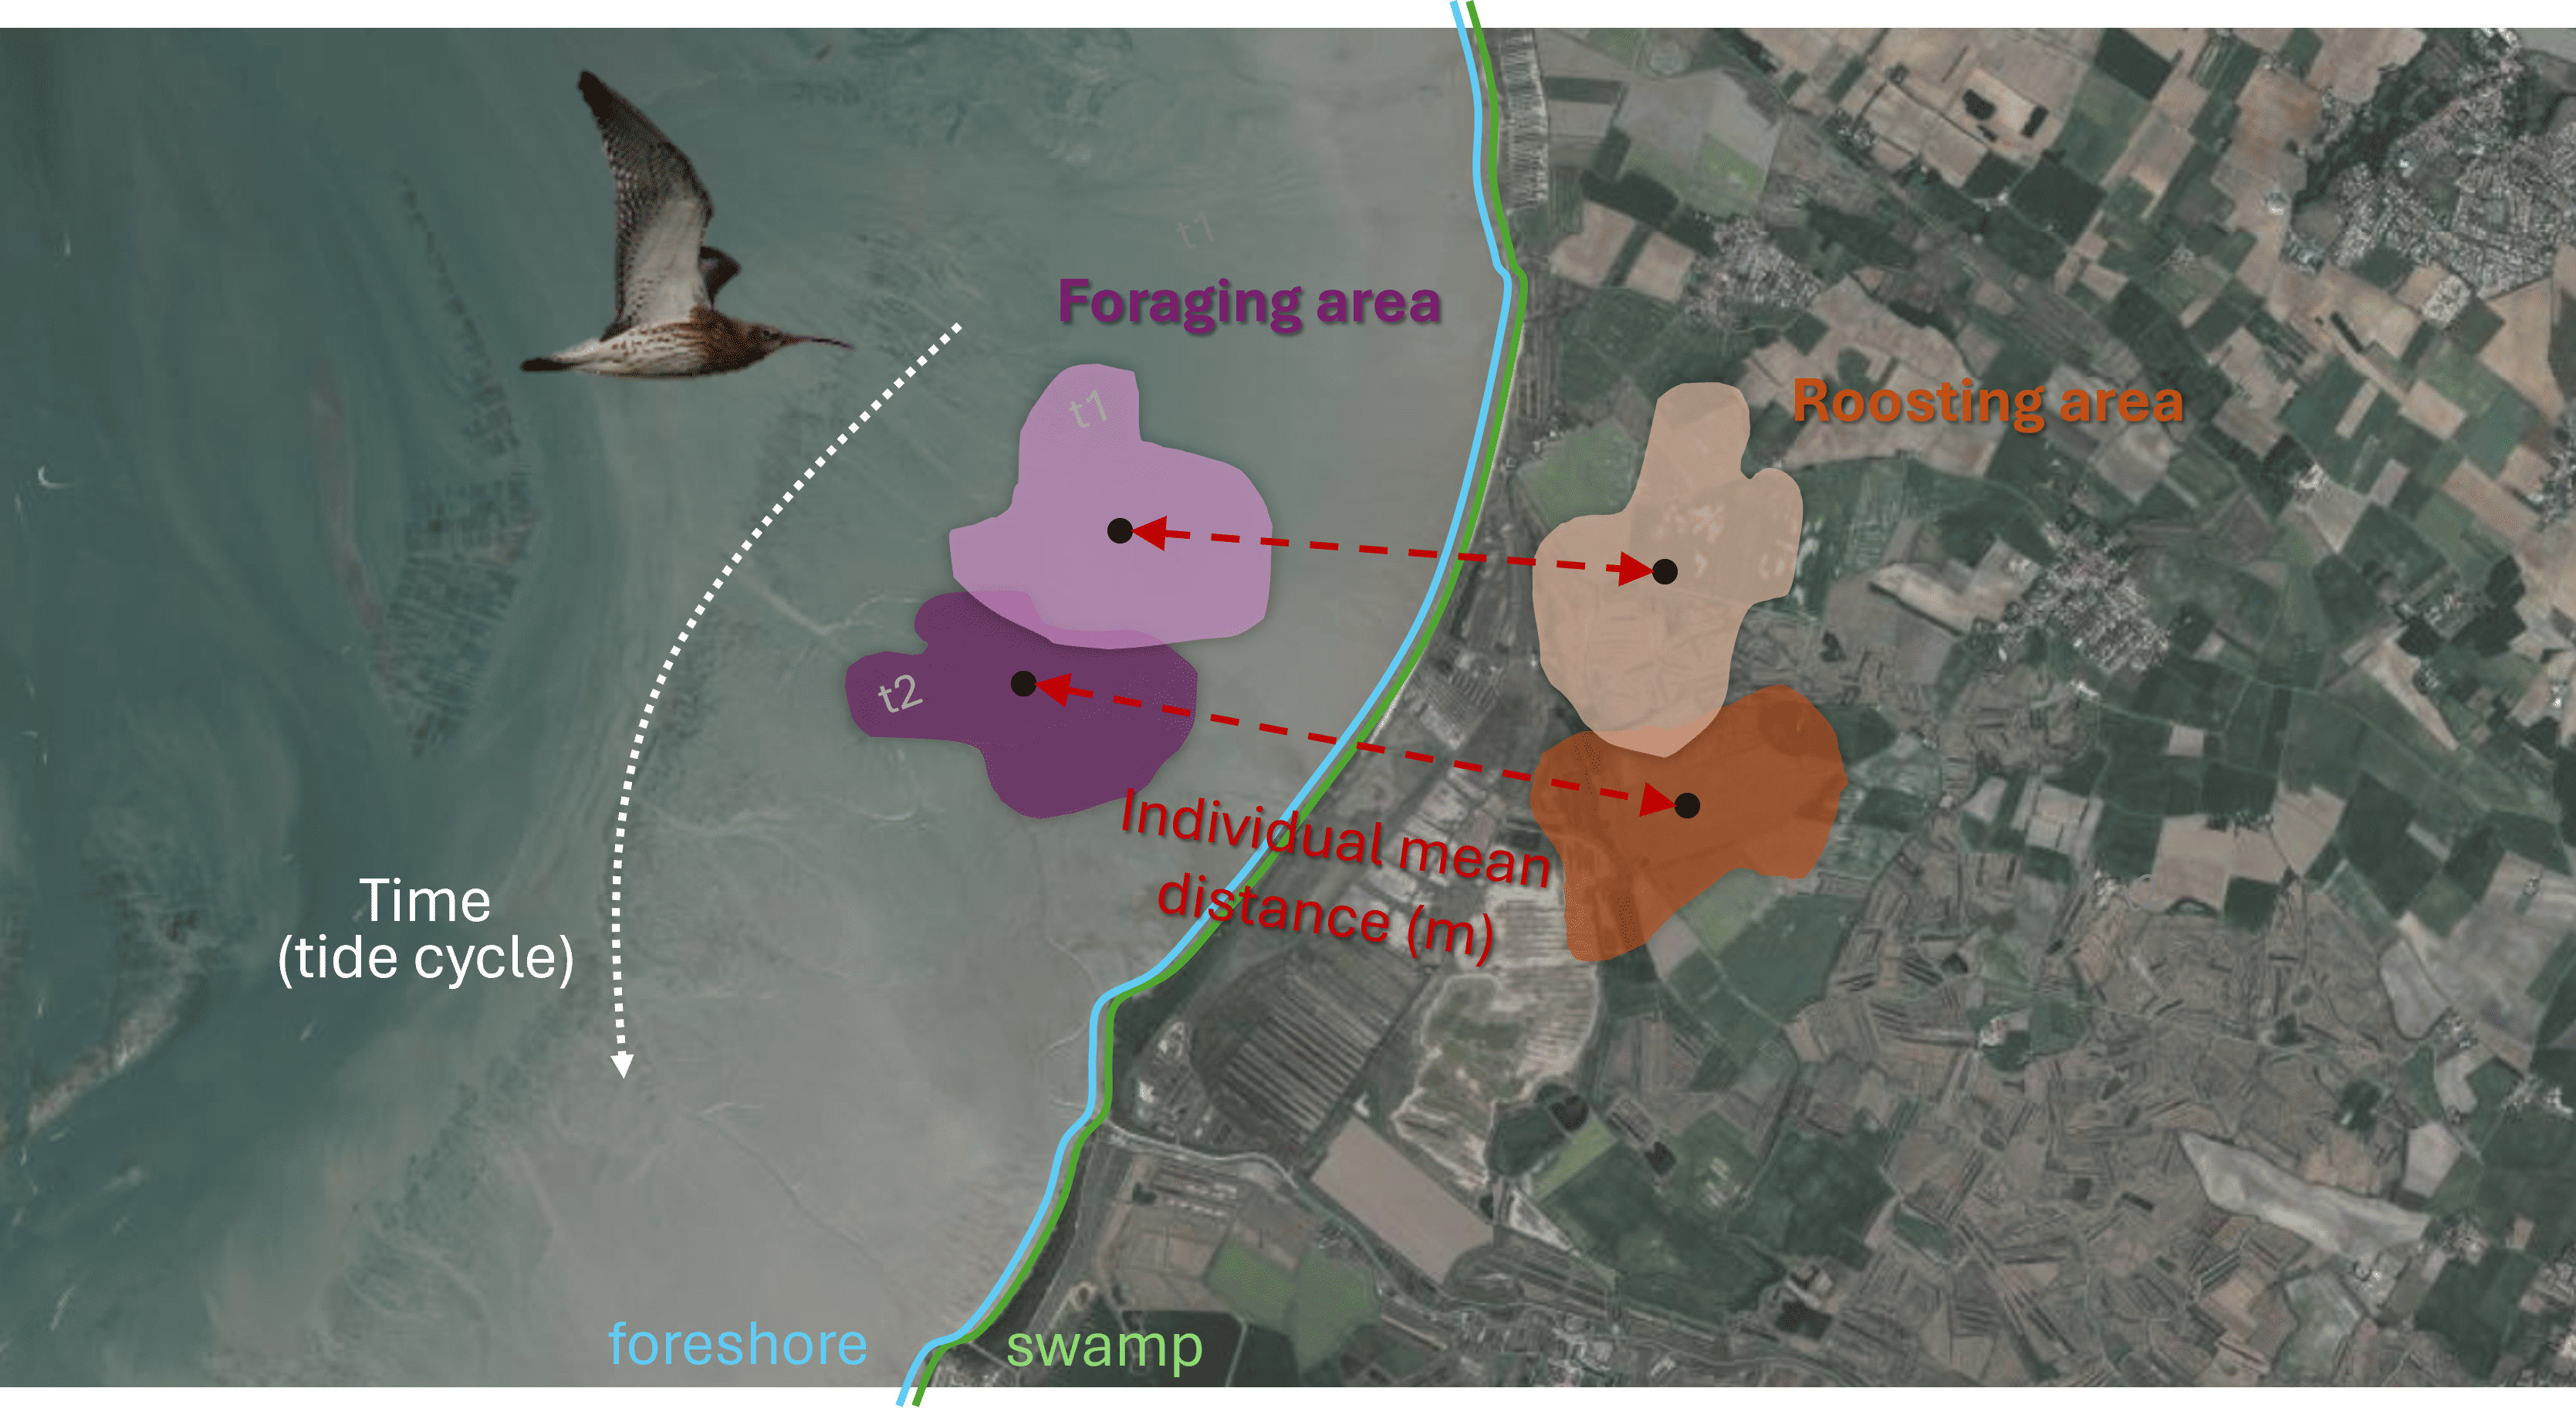 t1
Foraging area
t1
Roosting area
t2
Individual mean
distance (m)
Time
(tide cycle)
foreshore
swamp